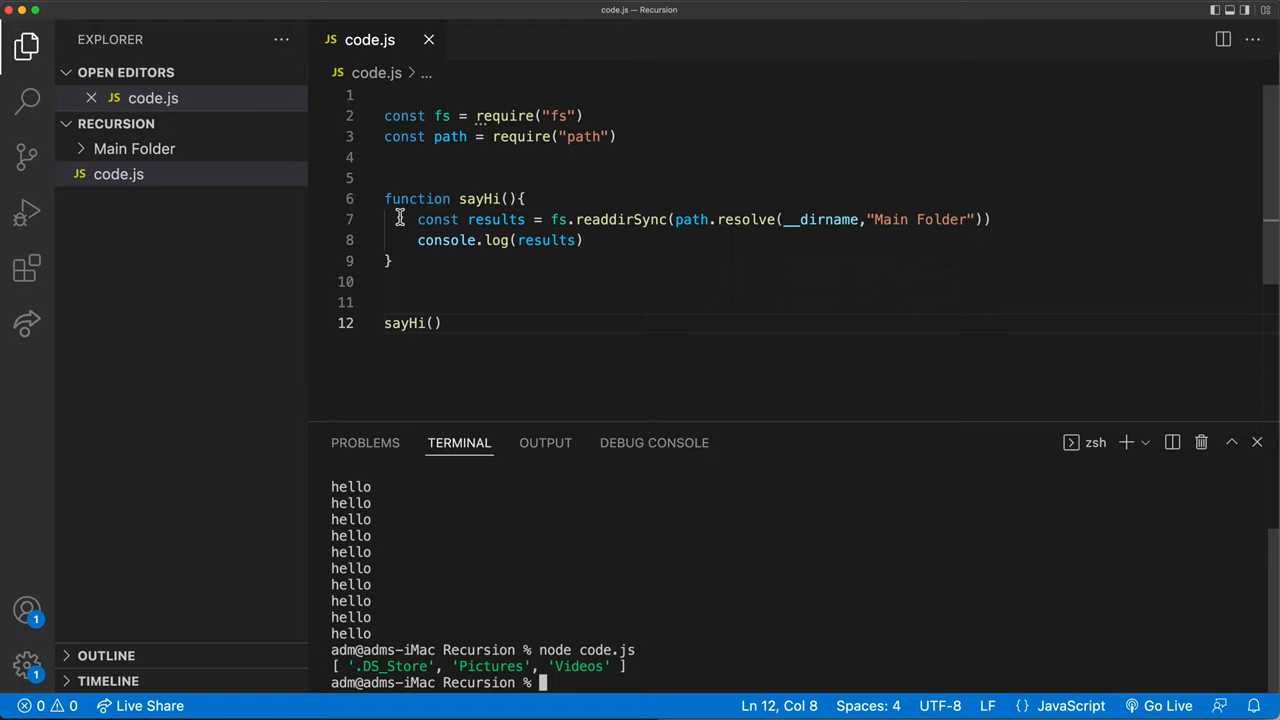 code.js — Recursion
EXPLORER
JS code.js
code.js > ...
OPEN EDITORS
JS code.js
RECURSION
Main Folder
JS code.js
1
2 const fs = require("fs")
3 const path = require("path")
4
5
6 function sayHi(){
7 const results = fs.readdirSync(path.resolve(__dirname,"Main Folder"))
8 console.log(results)
9 }
10
11
12 sayHi()
PROBLEMS TERMINAL OUTPUT DEBUG CONSOLE zsh
hello
hello
hello
hello
hello
hello
hello
hello
hello
hello
adm@adms-iMac Recursion % node code.js
[ '.DS_Store', 'Pictures', 'Videos' ]
adm@adms-iMac Recursion %
1
1
OUTLINE
TIMELINE
0 0 Live Share Ln 12, Col 8 Spaces: 4 UTF-8 LF {} JavaScript Go Live